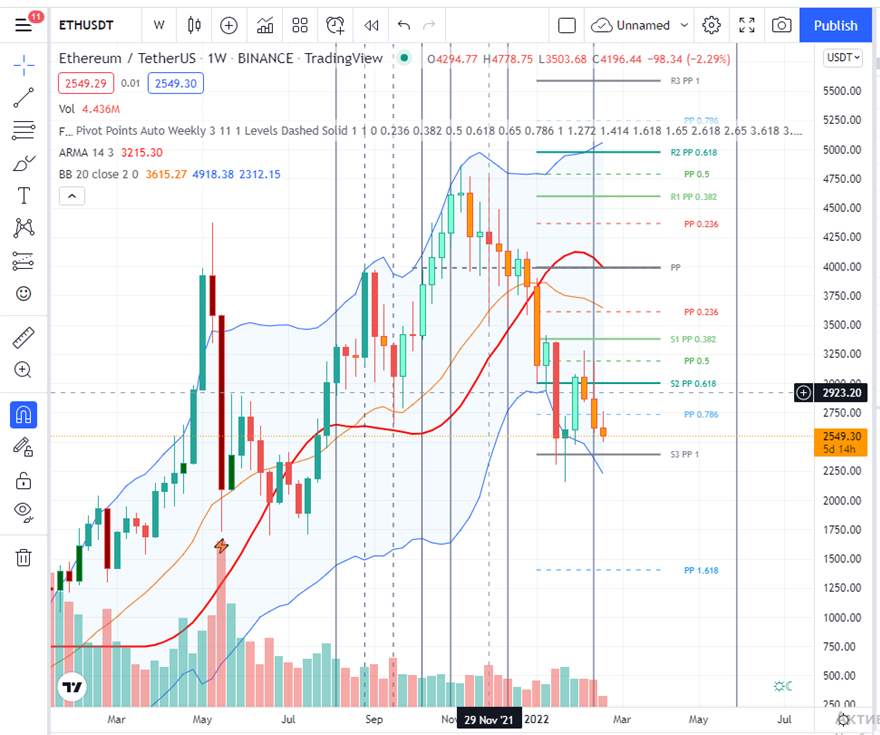 11
ETHUSDT W Unnamed Publish
Ethereum / TetherUS · 1W · BINANCE · TradingView O4294.77 H4778.75 L3503.68 C4196.44 −98.34 (−2.29%) USDT
2549.29 0.01 2549.30
Vol 4.436M
F... Pivot Points Auto Weekly 3 11 1 Levels Dashed Solid 1 1 0 0.236 0.382 0.5 0.618 0.65 0.786 1 1.272 1.414 1.618 1.65 2.618 2.65 3.618 3....
ARMA 14 3 3215.30
BB 20 close 2 0 3615.27 4918.38 2312.15
R3 PP 1
PP 0.786
R2 PP 0.618
PP 0.5
R1 PP 0.382
PP 0.236
PP
PP 0.236
S1 PP 0.382
PP 0.5
S2 PP 0.618
PP 0.786
S3 PP 1
PP 1.618
5500.00
5250.00
5000.00
4750.00
4500.00
4250.00
4000.00
3750.00
3500.00
3250.00
3000.00
2923.20
2750.00
2549.30
5d 14h
2250.00
2000.00
1750.00
1500.00
1250.00
1000.00
750.00
500.00
250.00
Mar May Jul Sep Nov 29 Nov '21 2022 Mar May Jul